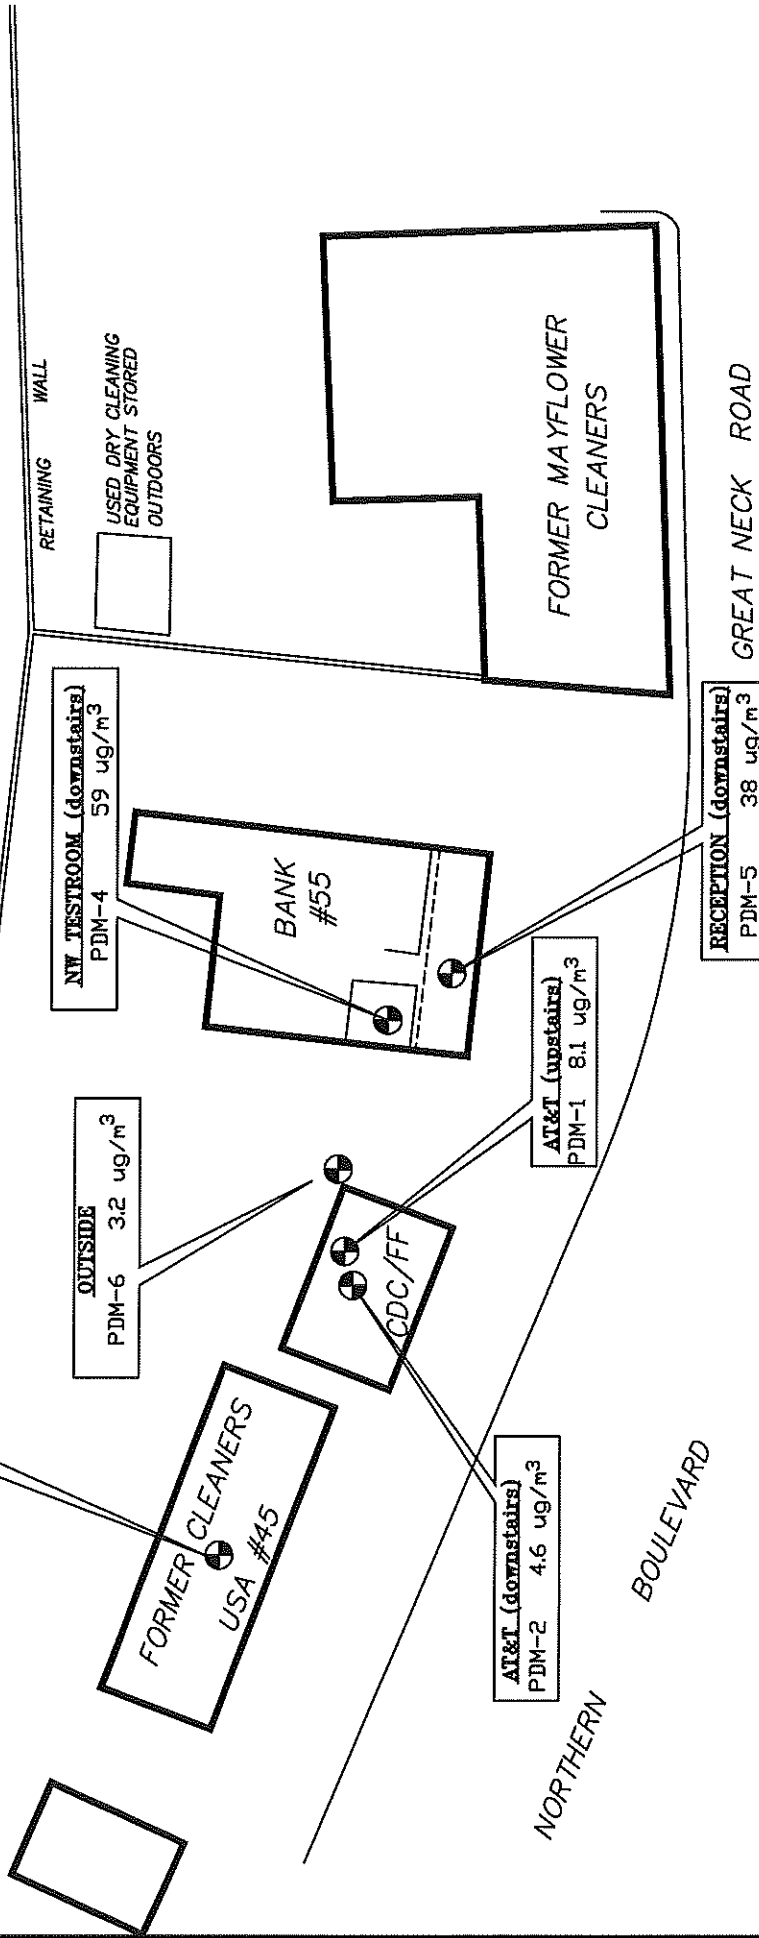 RETAINING WALL
USED DRY CLEANING
EQUIPMENT STORED
OUTDOORS
NW TESTROOM (downstairs)
PDM-4 59 ug/m³
OUTSIDE
PDM-6 3.2 ug/m³
BANK
#55
FORMER MAYFLOWER
CLEANERS
FORMER CLEANERS
USA #45
CDC/FF
AT&T (upstairs)
PDM-1 8.1 ug/m³
AT&T (downstairs)
PDM-2 4.6 ug/m³
RECEPTION (downstairs)
PDM-5 38 ug/m³
GREAT NECK ROAD
NORTHERN BOULEVARD